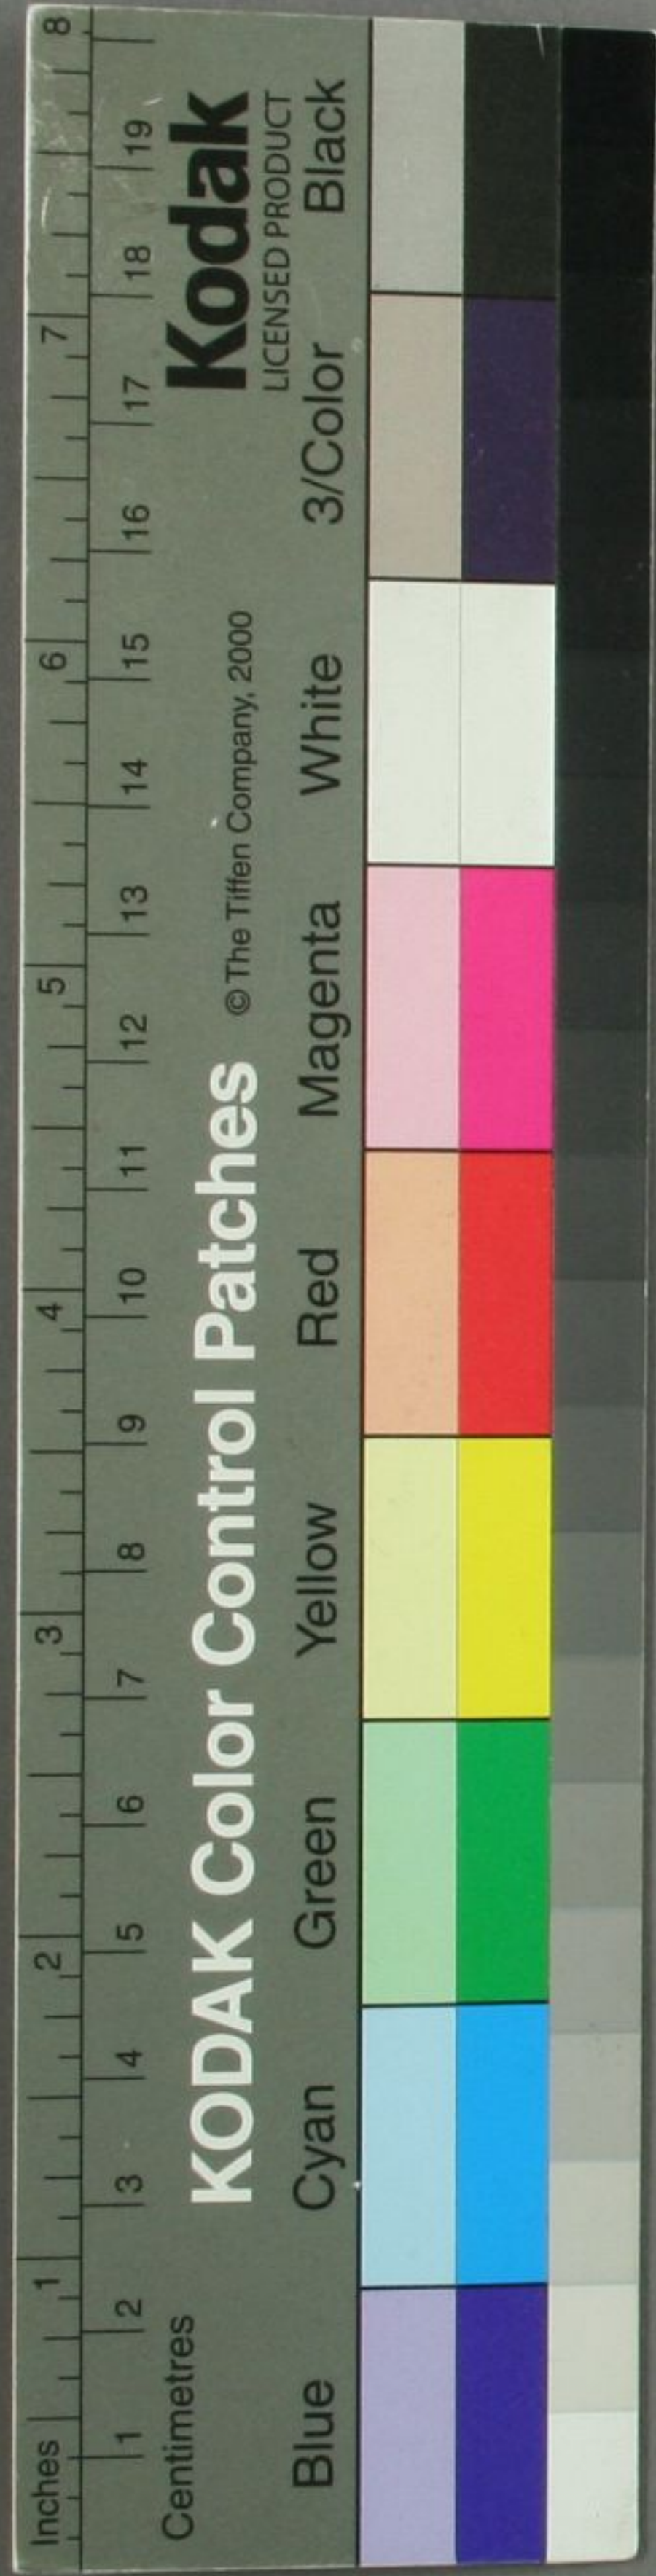 Inches 1 2 3 4 5 6 7 8
1 2 3 4 5 6 7 8 9 10 11 12 13 14 15 16 17 18 19
Centimetres
KODAK Color Control Patches © The Tiffen Company, 2000 Kodak
LICENSED PRODUCT
Blue Cyan Green Yellow Red Magenta White 3/Color Black